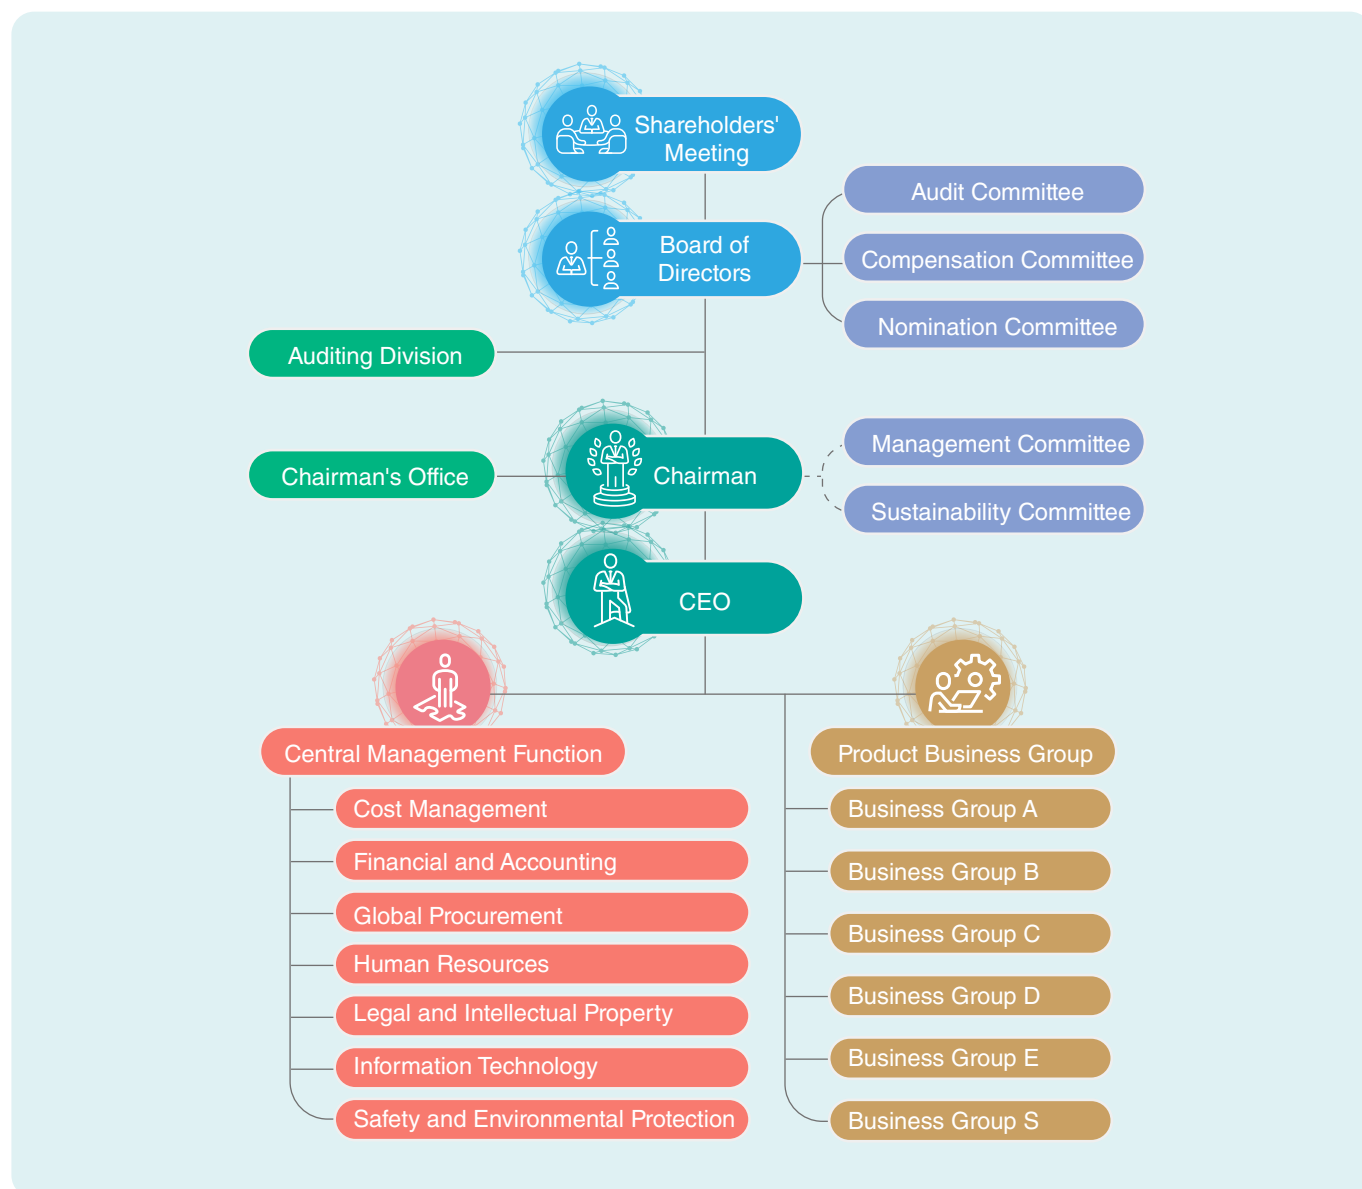 Shareholders'
Meeting
Board of
Directors
Audit Committee
Compensation Committee
Nomination Committee
Auditing Division
Chairman's Office
Chairman
Management Committee
Sustainability Committee
CEO
Central Management Function
Cost Management
Financial and Accounting
Global Procurement
Human Resources
Legal and Intellectual Property
Information Technology
Safety and Environmental Protection
Product Business Group
Business Group A
Business Group B
Business Group C
Business Group D
Business Group E
Business Group S